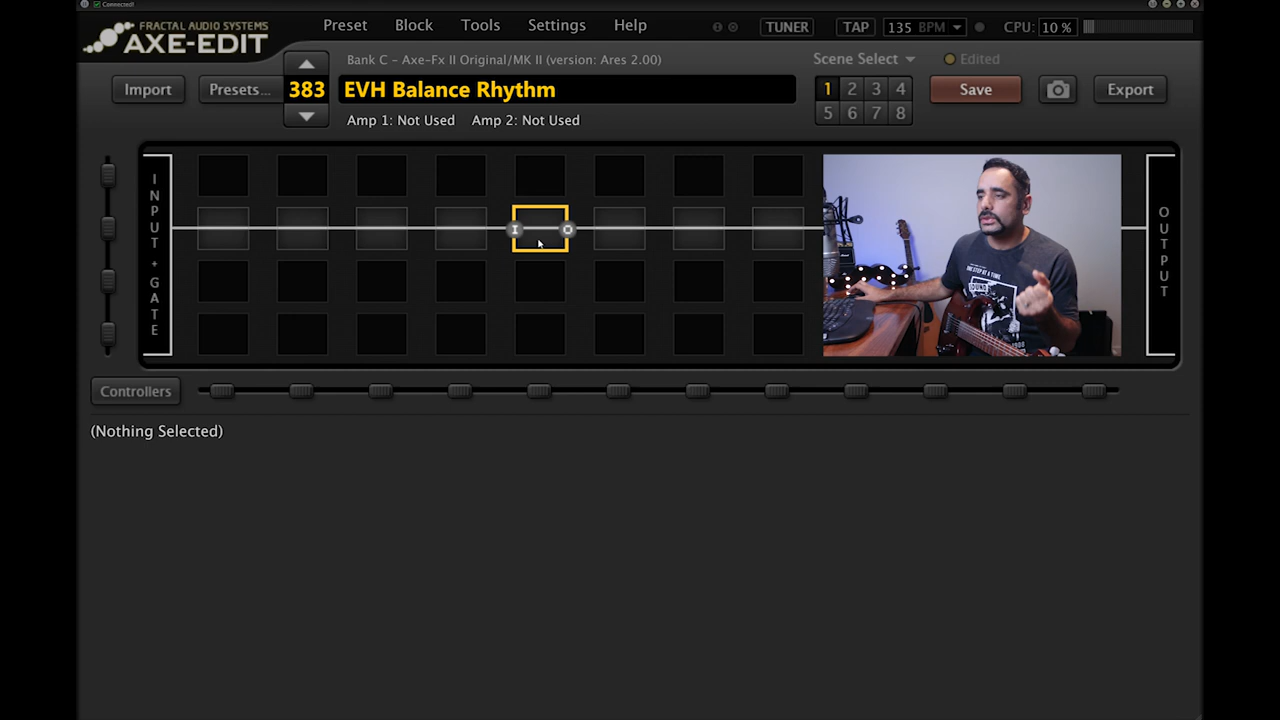 Connected!
FRACTAL AUDIO SYSTEMS
AXE-EDIT
Preset Block Tools Settings Help
TUNER
TAP
135 BPM
CPU: 10 %
Import
Presets...
383
Bank C - Axe-Fx II Original/MK II (version: Ares 2.00)
EVH Balance Rhythm
Amp 1: Not Used Amp 2: Not Used
Scene Select
1 2 3 4
5 6 7 8
Edited
Save
Export
INPUT + GATE
I
O
SOUND
1908
OUTPUT
Controllers
(Nothing Selected)